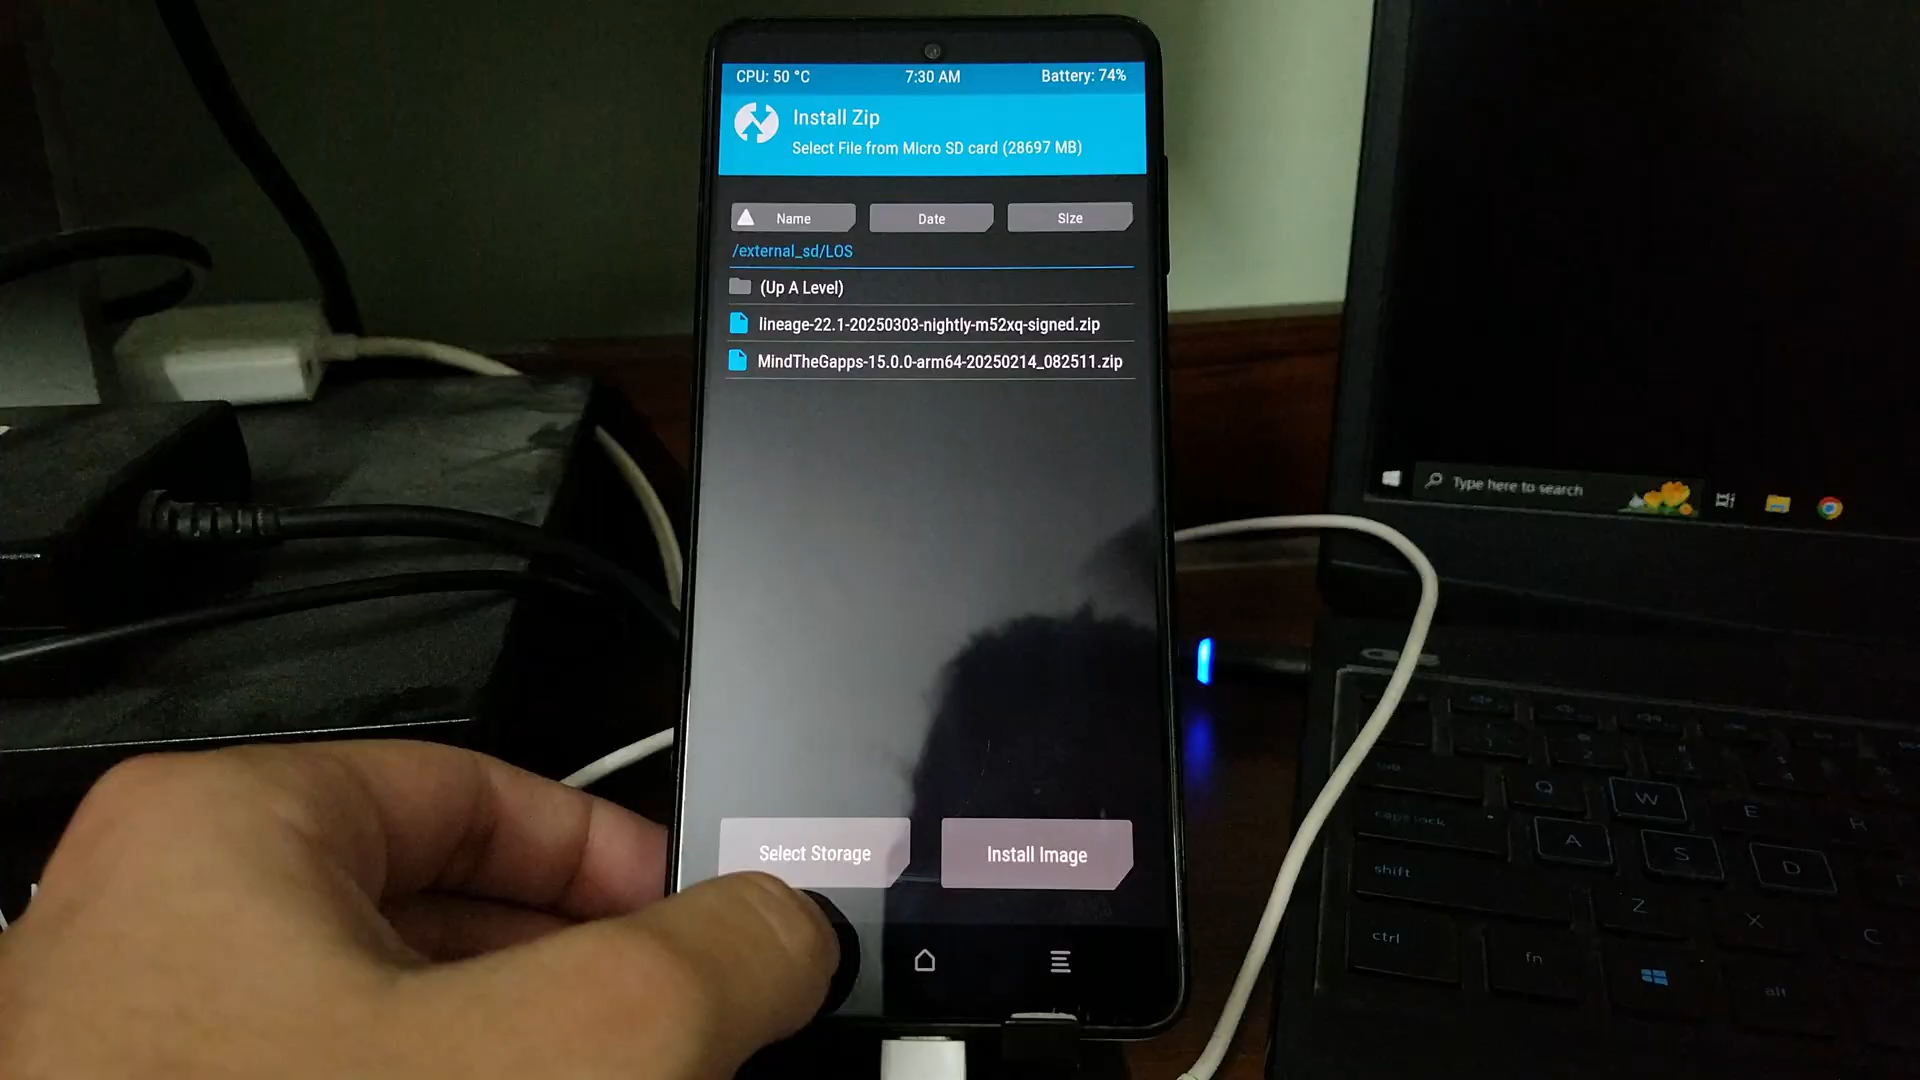 CPU: 50 °C 7:30 AM Battery: 74%
Install Zip
Select File from Micro SD card (28697 MB)
Name Date Size
/external_sd/LOS
(Up A Level)
lineage-22.1-20250303-nightly-m52xq-signed.zip
MindTheGapps-15.0.0-arm64-20250214_082511.zip
Select Storage Install Image
Type here to search
Q W E
caps lock A S D
shift Z X C
ctrl fn alt